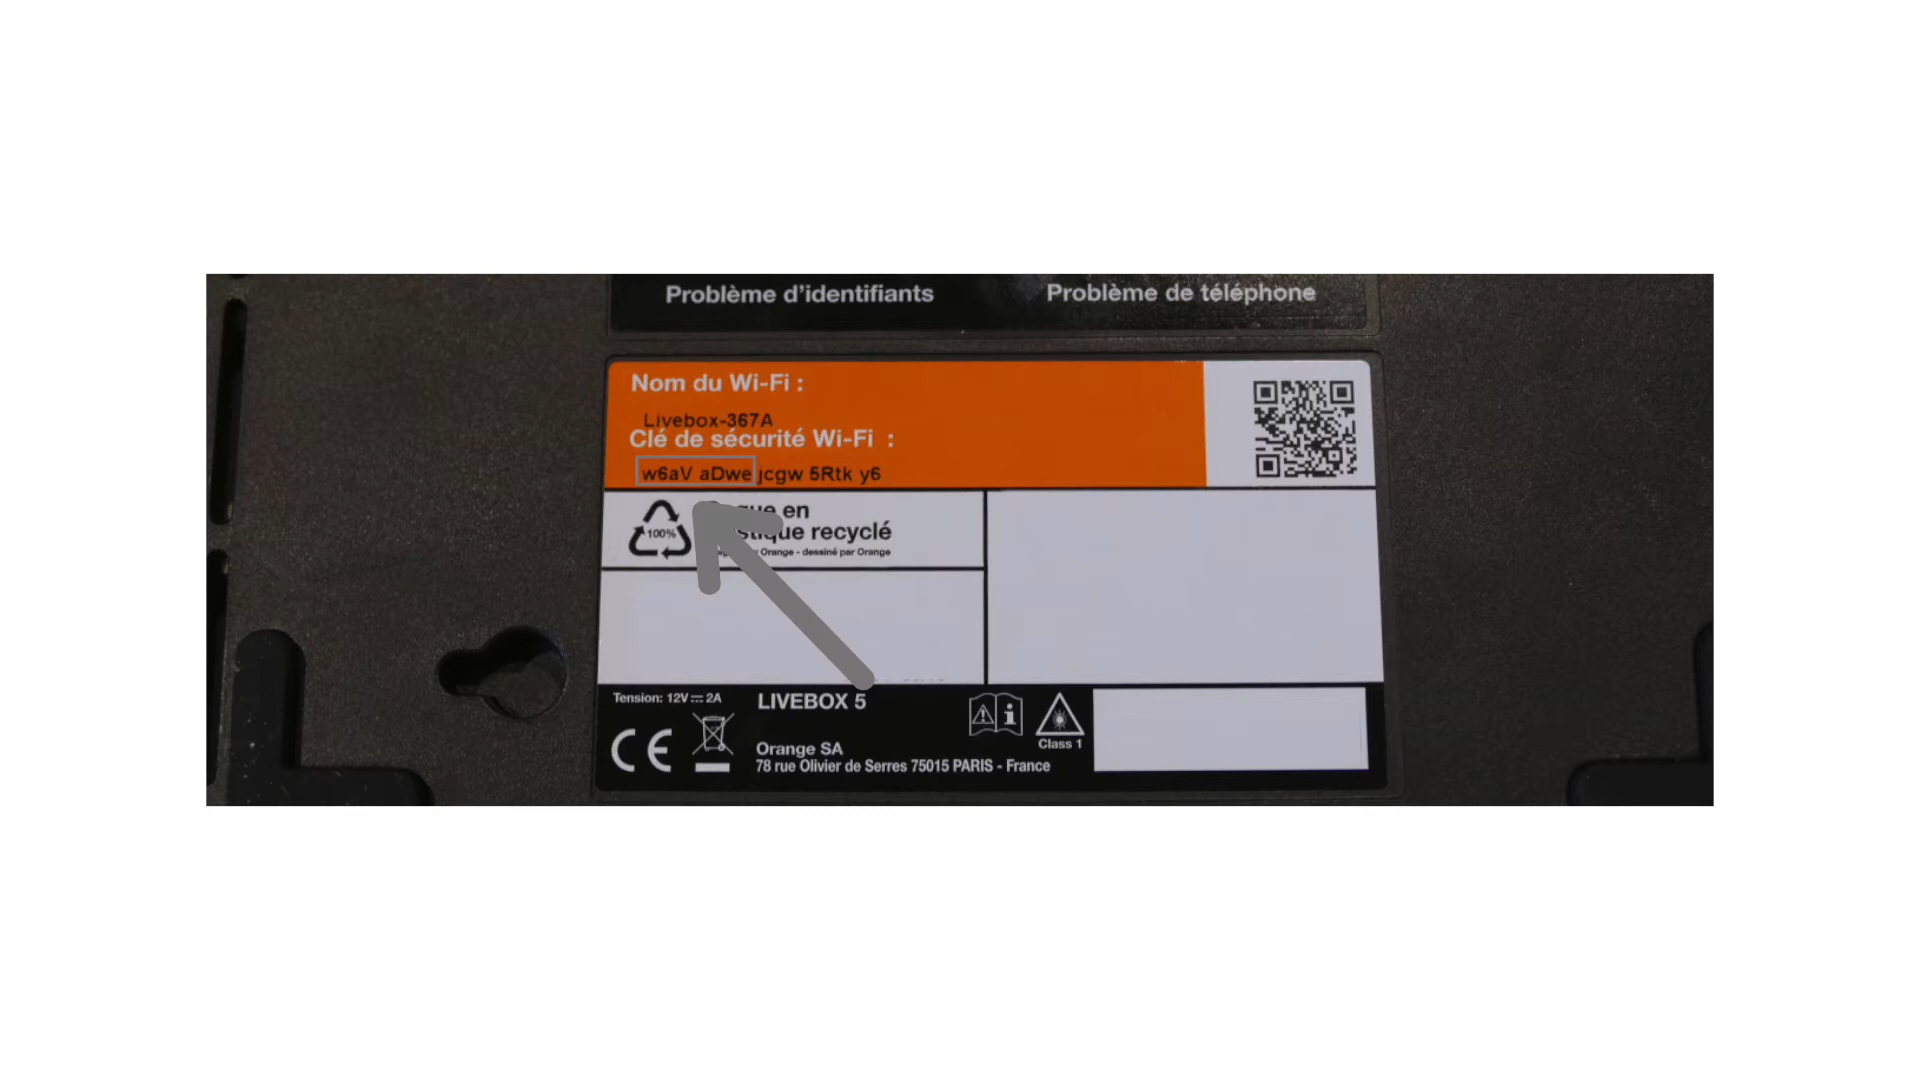 Problème d'identifiants
Problème de téléphone
Nom du Wi-Fi :
Livebox-367A
Clé de sécurité Wi-Fi :
w6aV aDwe jcgw 5Rtk y6
100%
en
recyclé
Orange - dessiné par Orange
Tension: 12V 2A
LIVEBOX 5
CE
Class 1
Orange SA
78 rue Olivier de Serres 75015 PARIS - France